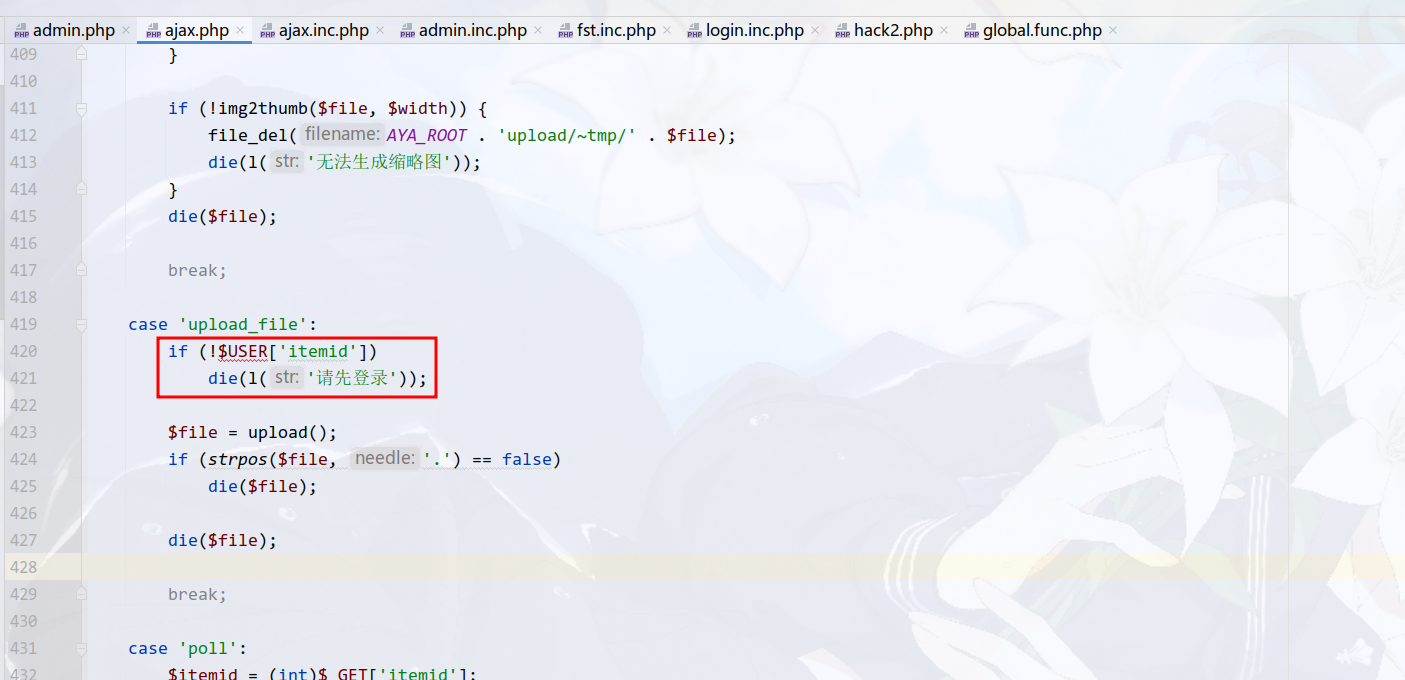 admin.php × ajax.php × ajax.inc.php × admin.inc.php × fst.inc.php × login.inc.php × hack2.php × global.func.php ×
409 }
410
411 if (!img2thumb($file, $width)) {
412 file_del( filename: AYA_ROOT . 'upload/~tmp/' . $file);
413 die(l( str: '无法生成缩略图'));
414 }
415 die($file);
416
417 break;
418
419 case 'upload_file':
420 if (!$USER['itemid'])
421 die(l( str: '请先登录'));
422
423 $file = upload();
424 if (strpos($file, needle: '.') == false)
425 die($file);
426
427 die($file);
428
429 break;
430
431 case 'poll':
432 $itemid = (int)$_GET['itemid'];